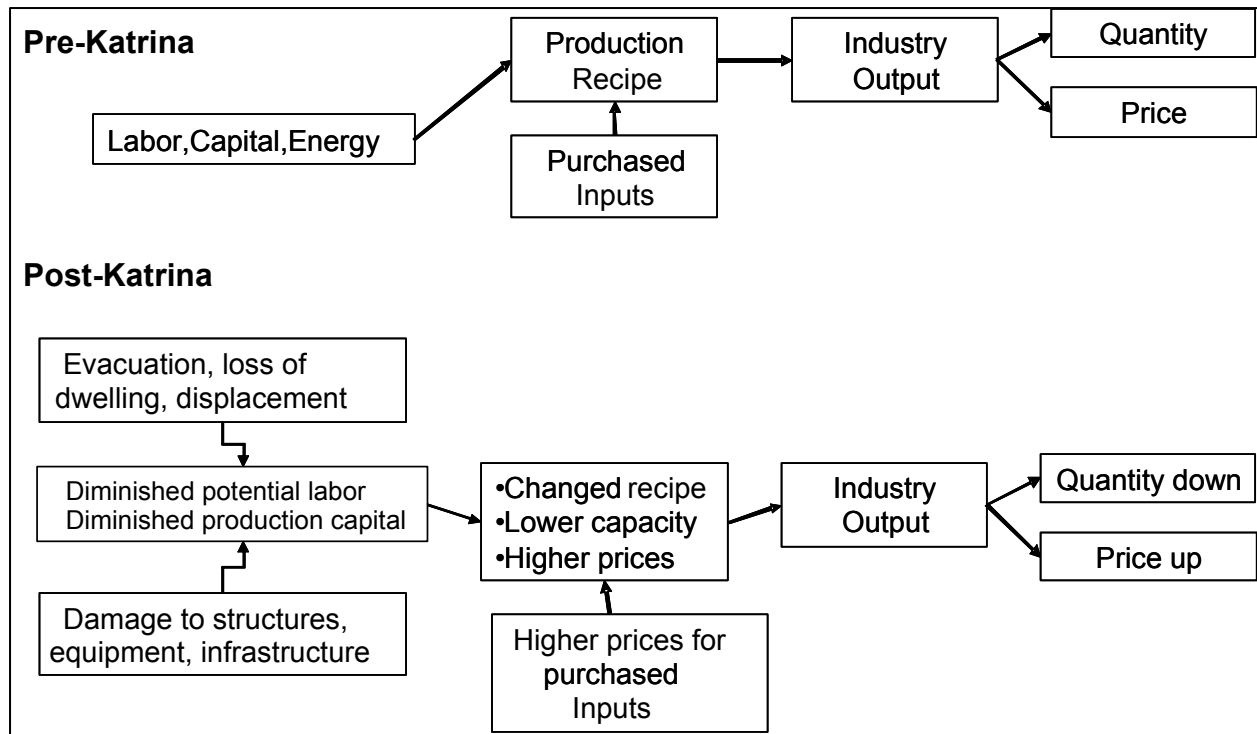 Pre-Katrina
Production
Recipe
Industry
Output
Quantity
Price
Labor,Capital,Energy
Purchased
Inputs
Post-Katrina
Evacuation, loss of
dwelling, displacement
Diminished potential labor
Diminished production capital
Damage to structures,
equipment, infrastructure
•Changed recipe
•Lower capacity
•Higher prices
Higher prices for
purchased
Inputs
Industry
Output
Quantity down
Price up